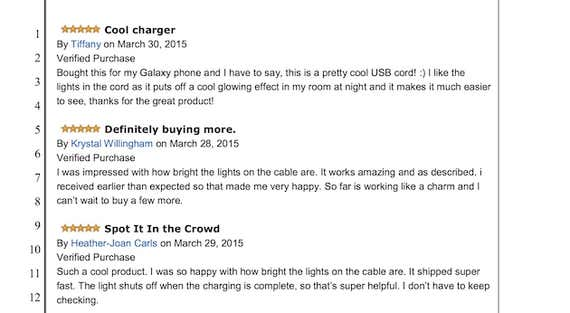 1 Cool charger
2 By Tiffany on March 30, 2015
Verified Purchase
3 Bought this for my Galaxy phone and I have to say, this is a pretty cool USB cord! :) I like the
lights in the cord as it puts off a cool glowing effect in my room at night and it makes it much easier
4 to see, thanks for the great product!
5 Definitely buying more.
By Krystal Willingham on March 28, 2015
6 Verified Purchase
7 I was impressed with how bright the lights on the cable are. It works amazing and as described. i
received earlier than expected so that made me very happy. So far is working like a charm and I
8 can't wait to buy a few more.
9 Spot It In the Crowd
10 By Heather-Joan Carls on March 29, 2015
Verified Purchase
11 Such a cool product. I was so happy with how bright the lights on the cable are. It shipped super
fast. The light shuts off when the charging is complete, so that's super helpful. I don't have to keep
12 checking.